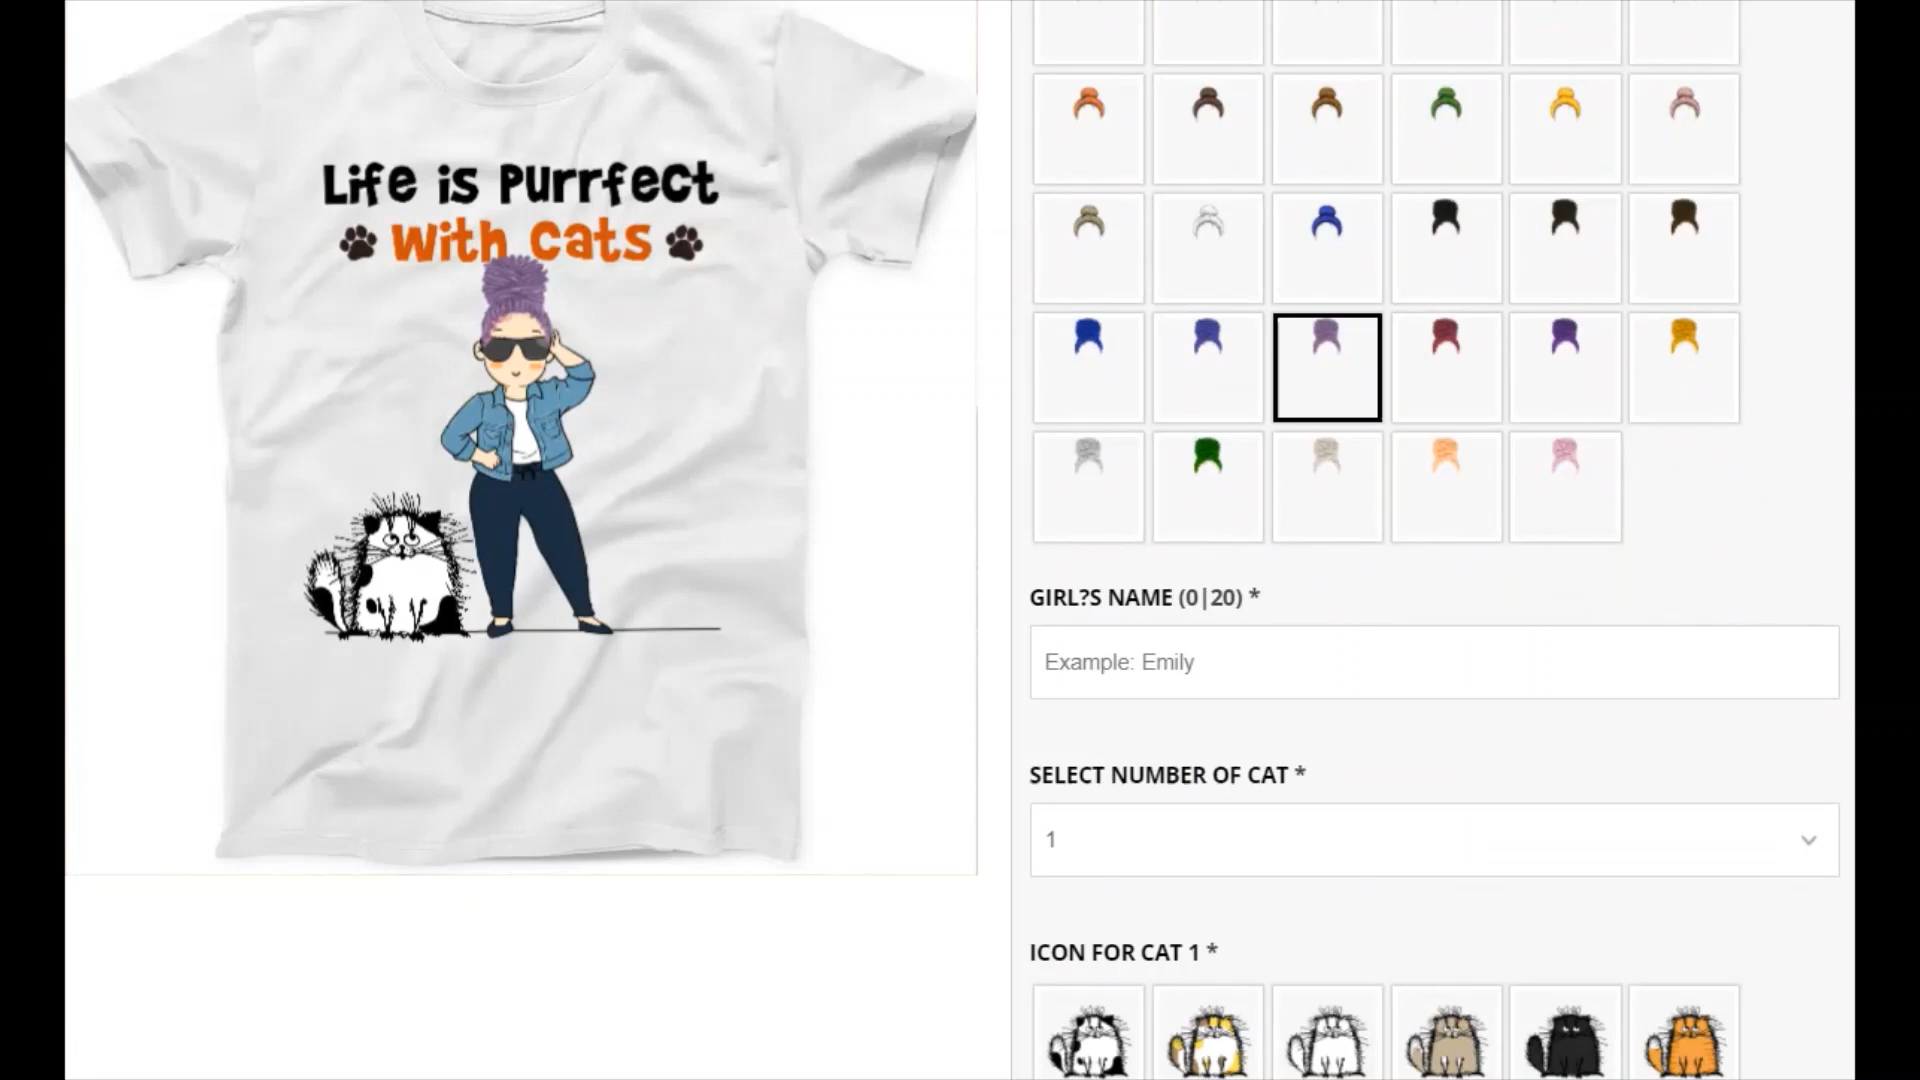 Life is Purrfect
With Cats
GIRL?S NAME (0|20) *
Example: Emily
SELECT NUMBER OF CAT *
1
ICON FOR CAT 1 *